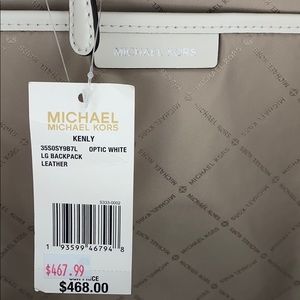 MICHAEL KORS
MICHAEL
MICHAEL KORS
KENLY
35S0SY9B7L OPTIC WHITE
LG BACKPACK
LEATHER
1 93599 46794 8
$467.99
$468.00